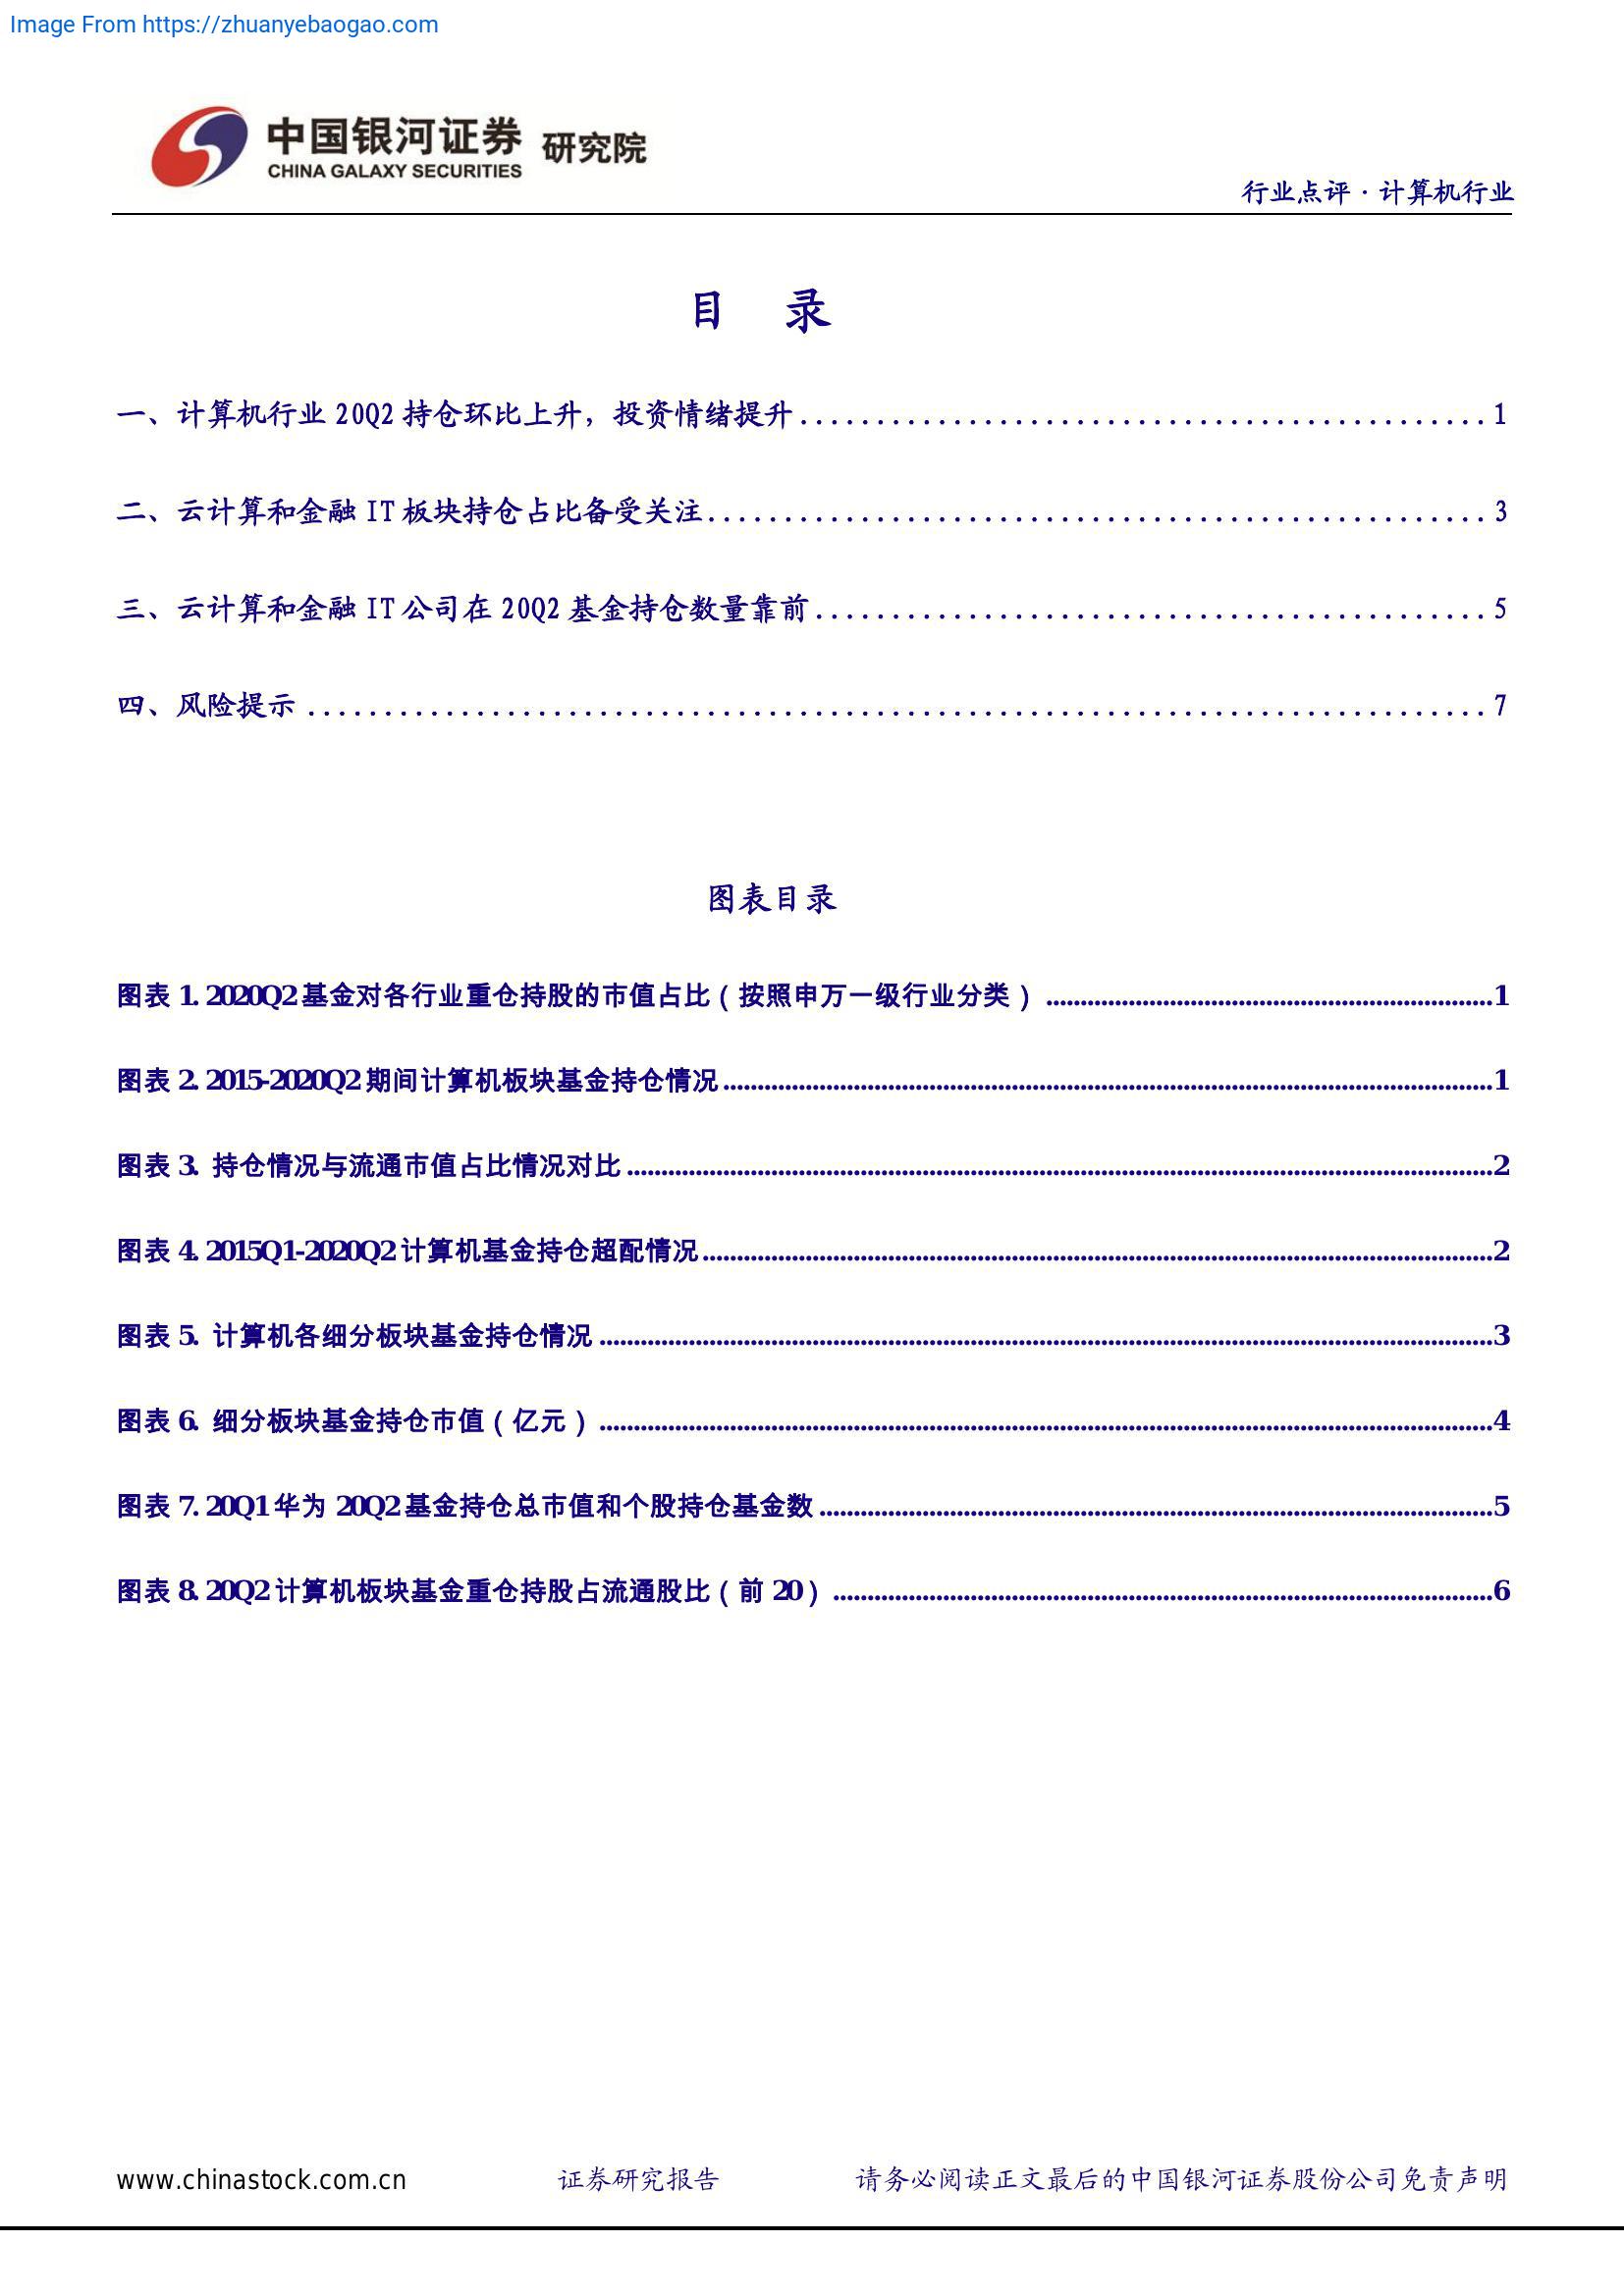 Image From https://zhuanyebaogao.com
中国银河证券 研究院
CHINA GALAXY SECURITIES
行业点评·计算机行业
目 录
一、计算机行业 20Q2 持仓环比上升，投资情绪提升............................................1
二、云计算和金融 IT 板块持仓占比备受关注..................................................3
三、云计算和金融 IT 公司在 20Q2 基金持仓数量靠前...........................................5
四、风险提示 ............................................................................7
图表目录
图表 1. 2020Q2 基金对各行业重仓持股的市值占比（按照申万一级行业分类）................................1
图表 2. 2015-2020Q2 期间计算机板块基金持仓情况................................1
图表 3. 持仓情况与流通市值占比情况对比................................2
图表 4. 2015Q1-2020Q2 计算机基金持仓超配情况................................2
图表 5. 计算机各细分板块基金持仓情况................................3
图表 6. 细分板块基金持仓市值（亿元）................................4
图表 7. 20Q1 华为 20Q2 基金持仓总市值和个股持仓基金数................................5
图表 8. 20Q2 计算机板块基金重仓持股占流通股比（前 20）................................6
www.chinastock.com.cn 证券研究报告 请务必阅读正文最后的中国银河证券股份公司免责声明